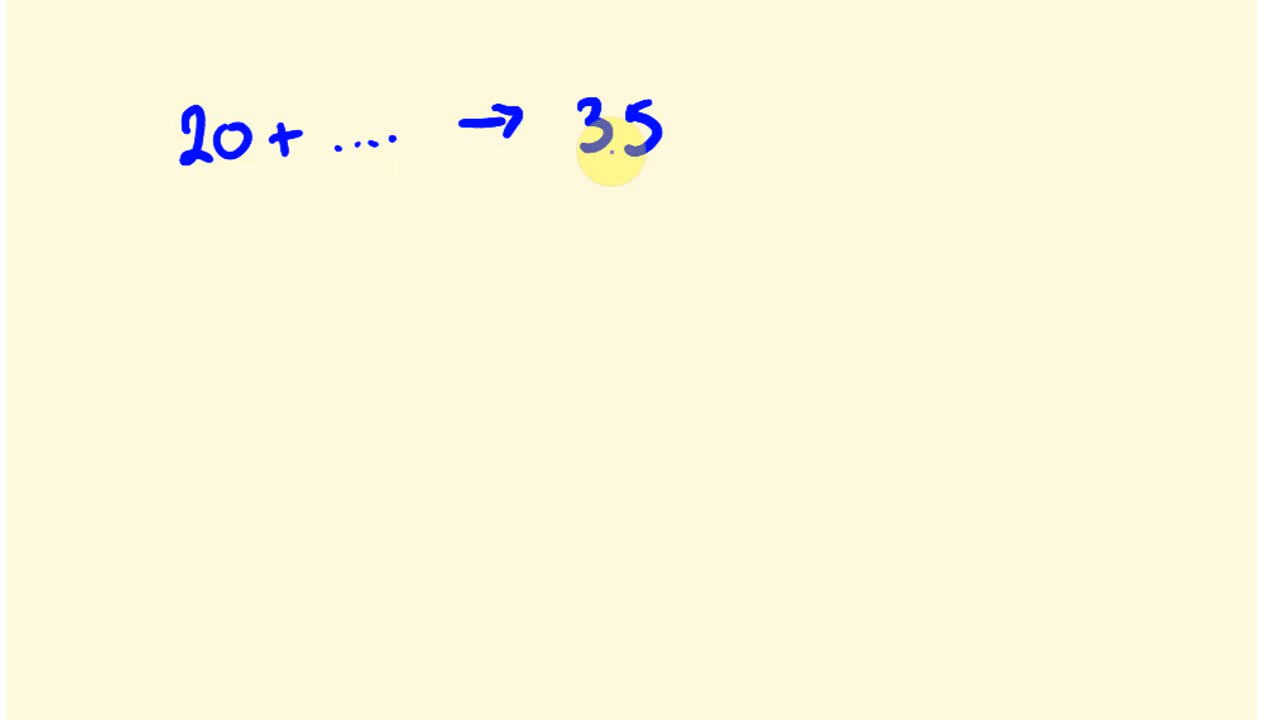 20 + .... → 35